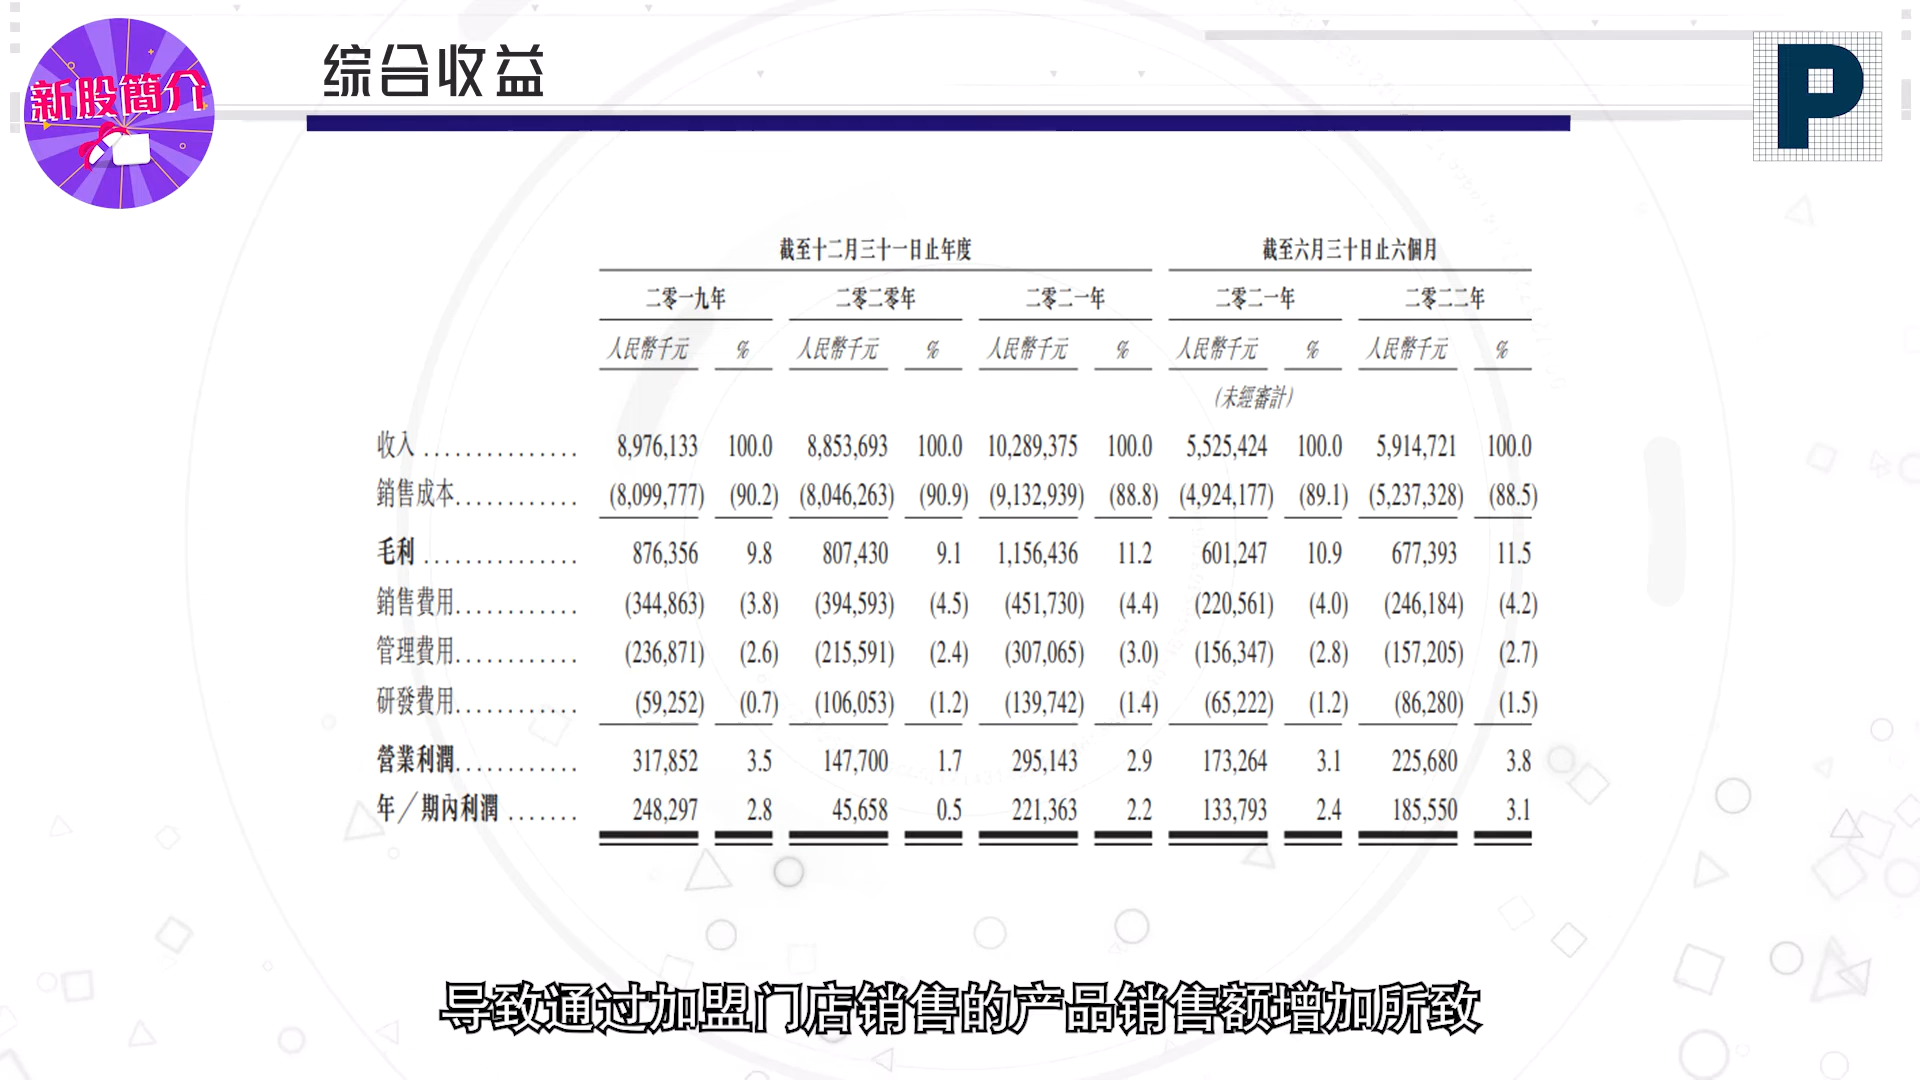 新股簡介
综合收益
P
截至十二月三十一日止年度 截至六月三十日止六個月
二零一九年 二零二零年 二零二一年 二零二一年 二零二二年
人民幣千元 % 人民幣千元 % 人民幣千元 % 人民幣千元 % 人民幣千元 %
(未經審計)
收入 ............... 8,976,133 100.0 8,853,693 100.0 10,289,375 100.0 5,525,424 100.0 5,914,721 100.0
銷售成本............ (8,099,777) (90.2) (8,046,263) (90.9) (9,132,939) (88.8) (4,924,177) (89.1) (5,237,328) (88.5)
毛利 ............... 876,356 9.8 807,430 9.1 1,156,436 11.2 601,247 10.9 677,393 11.5
銷售費用............ (344,863) (3.8) (394,593) (4.5) (451,730) (4.4) (220,561) (4.0) (246,184) (4.2)
管理費用............ (236,871) (2.6) (215,591) (2.4) (307,065) (3.0) (156,347) (2.8) (157,205) (2.7)
研發費用............ (59,252) (0.7) (106,053) (1.2) (139,742) (1.4) (65,222) (1.2) (86,280) (1.5)
營業利潤............ 317,852 3.5 147,700 1.7 295,143 2.9 173,264 3.1 225,680 3.8
年／期內利潤 ....... 248,297 2.8 45,658 0.5 221,363 2.2 133,793 2.4 185,550 3.1
导致通过加盟门店销售的产品销售额增加所致